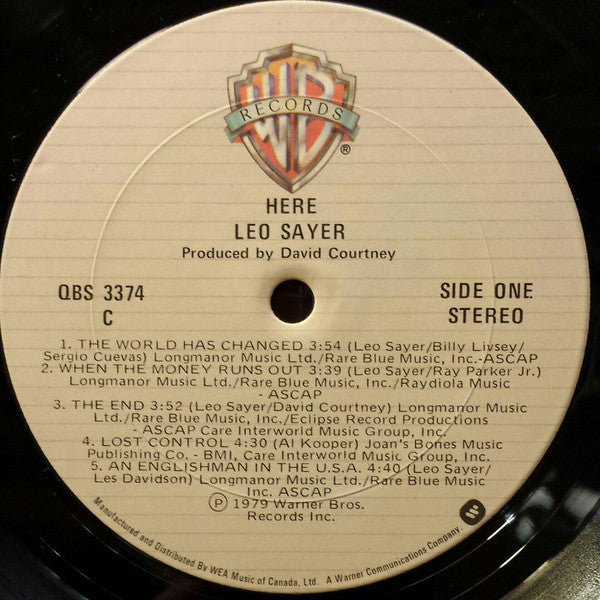 WB
RECORDS
®
HERE
LEO SAYER
Produced by David Courtney
QBS 3374
C
SIDE ONE
STEREO
1. THE WORLD HAS CHANGED 3:54 (Leo Sayer/Billy Livsey/
Sergio Cuevas) Longmanor Music Ltd./Rare Blue Music, Inc.-ASCAP
2. WHEN THE MONEY RUNS OUT 3:39 (Leo Sayer/Ray Parker Jr.)
Longmanor Music Ltd./Rare Blue Music, Inc./Raydiola Music
- ASCAP
3. THE END 3:52 (Leo Sayer/David Courtney) Longmanor Music
Ltd./Rare Blue Music, Inc./Eclipse Record Productions
- ASCAP Care Interworld Music Group, Inc.
4. LOST CONTROL 4:30 (Al Kooper) Joan's Bones Music
Publishing Co. - BMI, Care Interworld Music Group, Inc.
5. AN ENGLISHMAN IN THE U.S.A. 4:40 (Leo Sayer/
Les Davidson) Longmanor Music Ltd./Rare Blue Music
Inc. ASCAP
℗ 1979 Warner Bros.
Records Inc.
Manufactured and Distributed By WEA Music of Canada, Ltd. A Warner Communications Company.